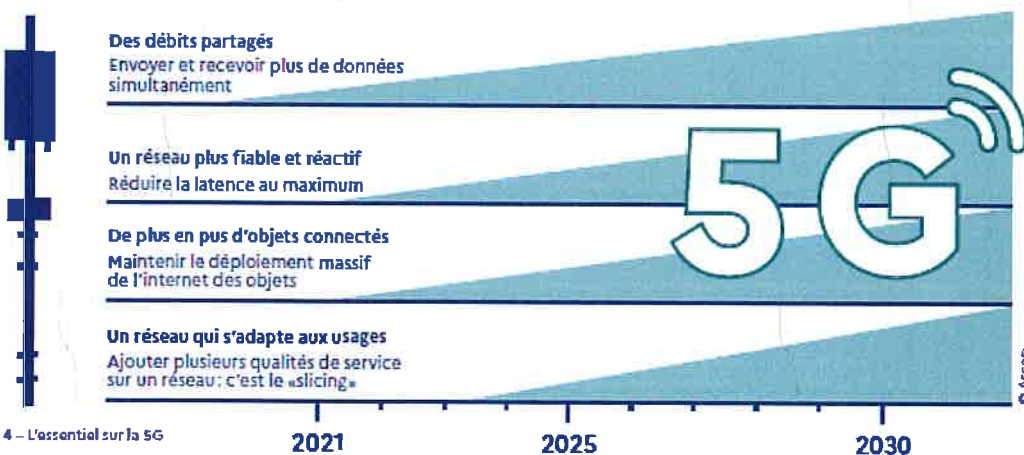 Des débits partagés
Envoyer et recevoir plus de données
simultanément
Un réseau plus fiable et réactif
Réduire la latence au maximum
De plus en pus d'objets connectés
Maintenir le déploiement massif
de l'internet des objets
Un réseau qui s'adapte aux usages
Ajouter plusieurs qualités de service
sur un réseau : c'est le «slicing»
5G
2021
2025
2030
4 – L'essentiel sur la 5G